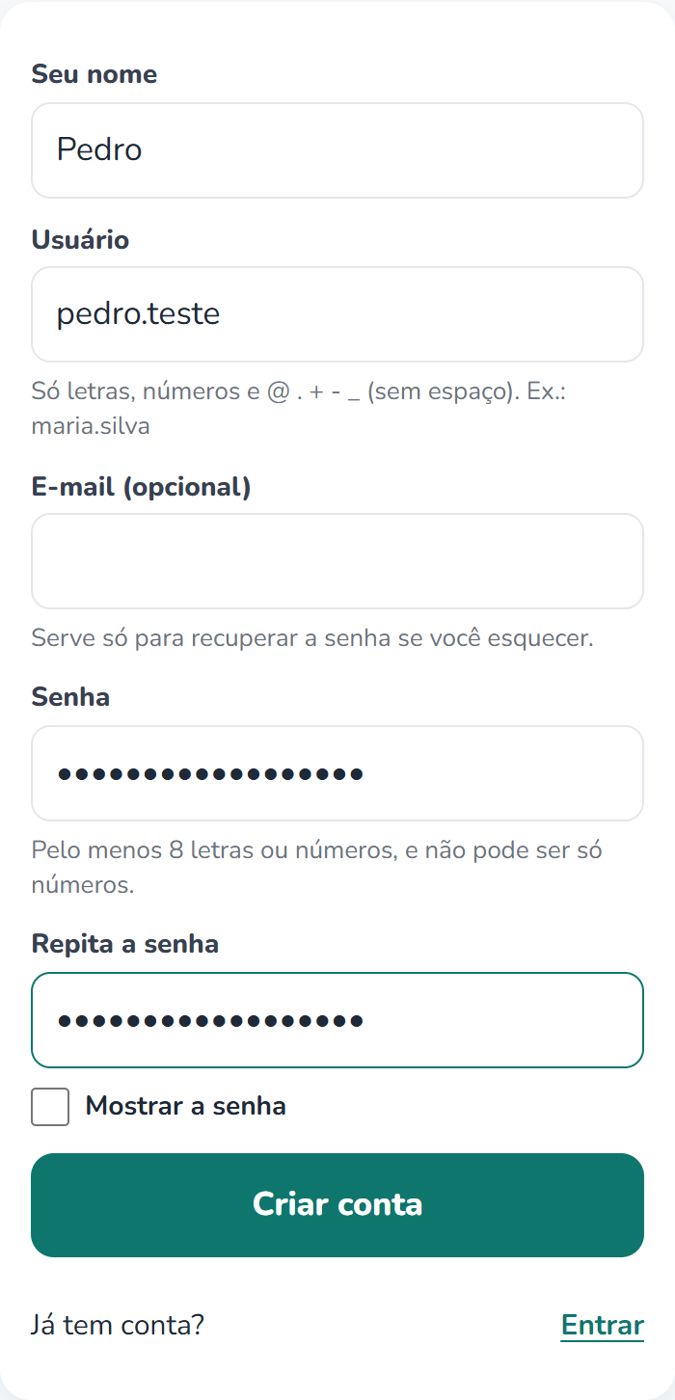 Seu nome
Pedro
Usuário
pedro.teste
Só letras, números e @ . + - _ (sem espaço). Ex.:
maria.silva
E-mail (opcional)
Serve só para recuperar a senha se você esquecer.
Senha
••••••••••••••••••
Pelo menos 8 letras ou números, e não pode ser só
números.
Repita a senha
••••••••••••••••••
Mostrar a senha
Criar conta
Já tem conta? Entrar